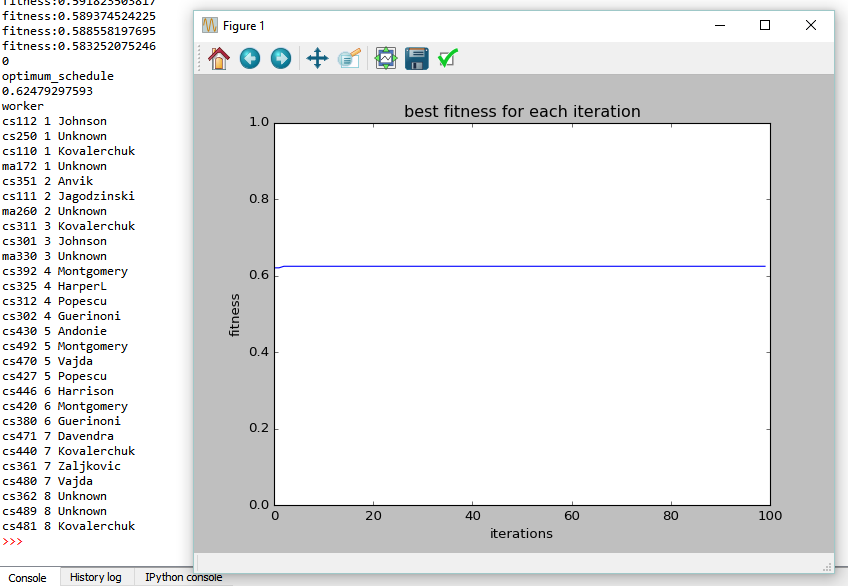 fitness:0.591823503817
fitness:0.589374524225
fitness:0.588558197695
fitness:0.583252075246
0
optimum_schedule
0.62479297593
worker
cs112 1 Johnson
cs250 1 Unknown
cs110 1 Kovalerchuk
ma172 1 Unknown
cs351 2 Anvik
cs111 2 Jagodzinski
ma260 2 Unknown
cs311 3 Kovalerchuk
cs301 3 Johnson
ma330 3 Unknown
cs392 4 Montgomery
cs325 4 HarperL
cs312 4 Popescu
cs302 4 Guerinoni
cs430 5 Andonie
cs492 5 Montgomery
cs470 5 Vajda
cs427 5 Popescu
cs446 6 Harrison
cs420 6 Montgomery
cs380 6 Guerinoni
cs471 7 Davendra
cs440 7 Kovalerchuk
cs361 7 Zaljkovic
cs480 7 Vajda
cs362 8 Unknown
cs489 8 Unknown
cs481 8 Kovalerchuk
>>>
Console History log IPython console
Figure 1
best fitness for each iteration
1.0
0.8
0.6
0.4
0.2
0.0
fitness
0 20 40 60 80 100
iterations